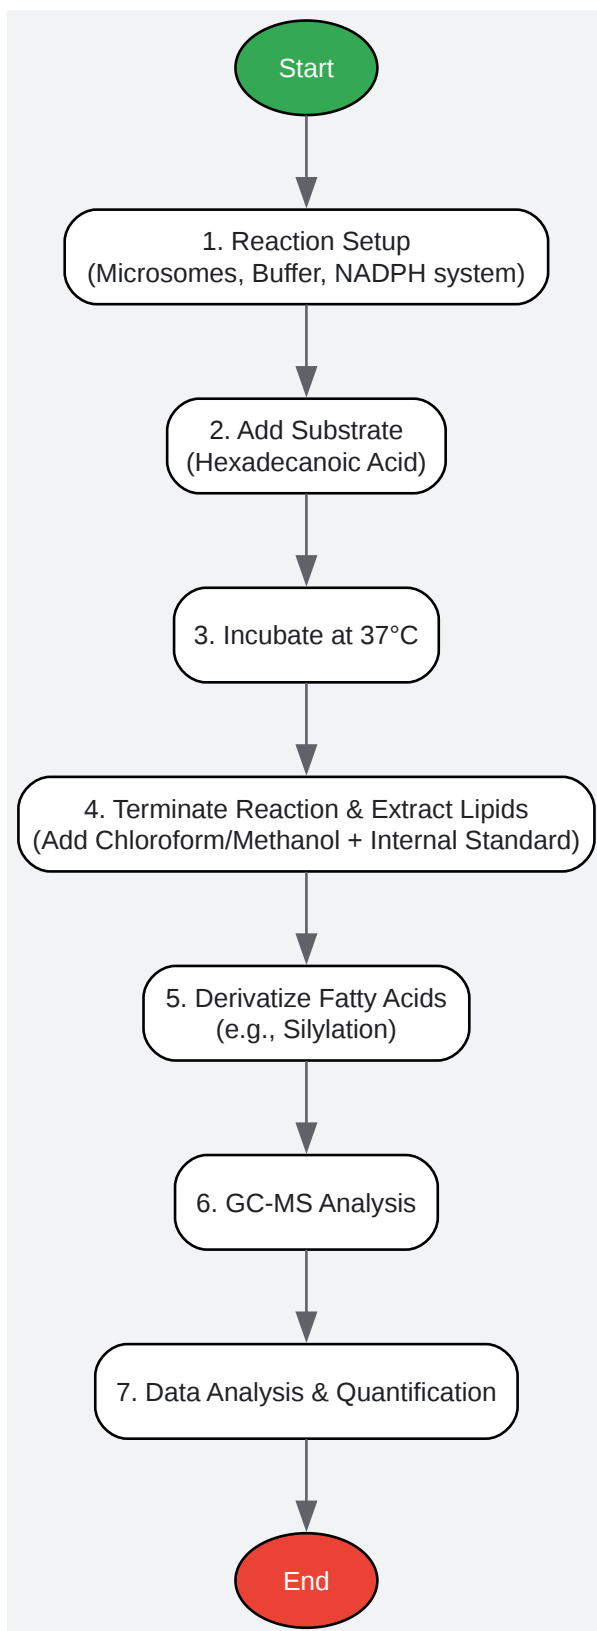 Start
1. Reaction Setup
(Microsomes, Buffer, NADPH system)
2. Add Substrate
(Hexadecanoic Acid)
3. Incubate at 37°C
4. Terminate Reaction & Extract Lipids
(Add Chloroform/Methanol + Internal Standard)
5. Derivatize Fatty Acids
(e.g., Silylation)
6. GC-MS Analysis
7. Data Analysis & Quantification
End